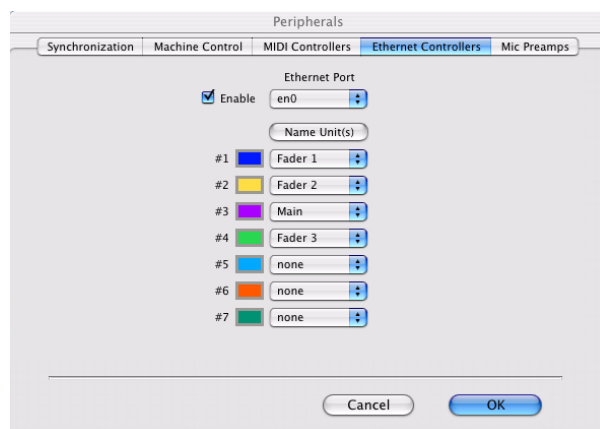 Peripherals
Synchronization Machine Control MIDI Controllers Ethernet Controllers Mic Preamps
Ethernet Port
Enable en0
Name Unit(s)
#1 Fader 1
#2 Fader 2
#3 Main
#4 Fader 3
#5 none
#6 none
#7 none
Cancel OK